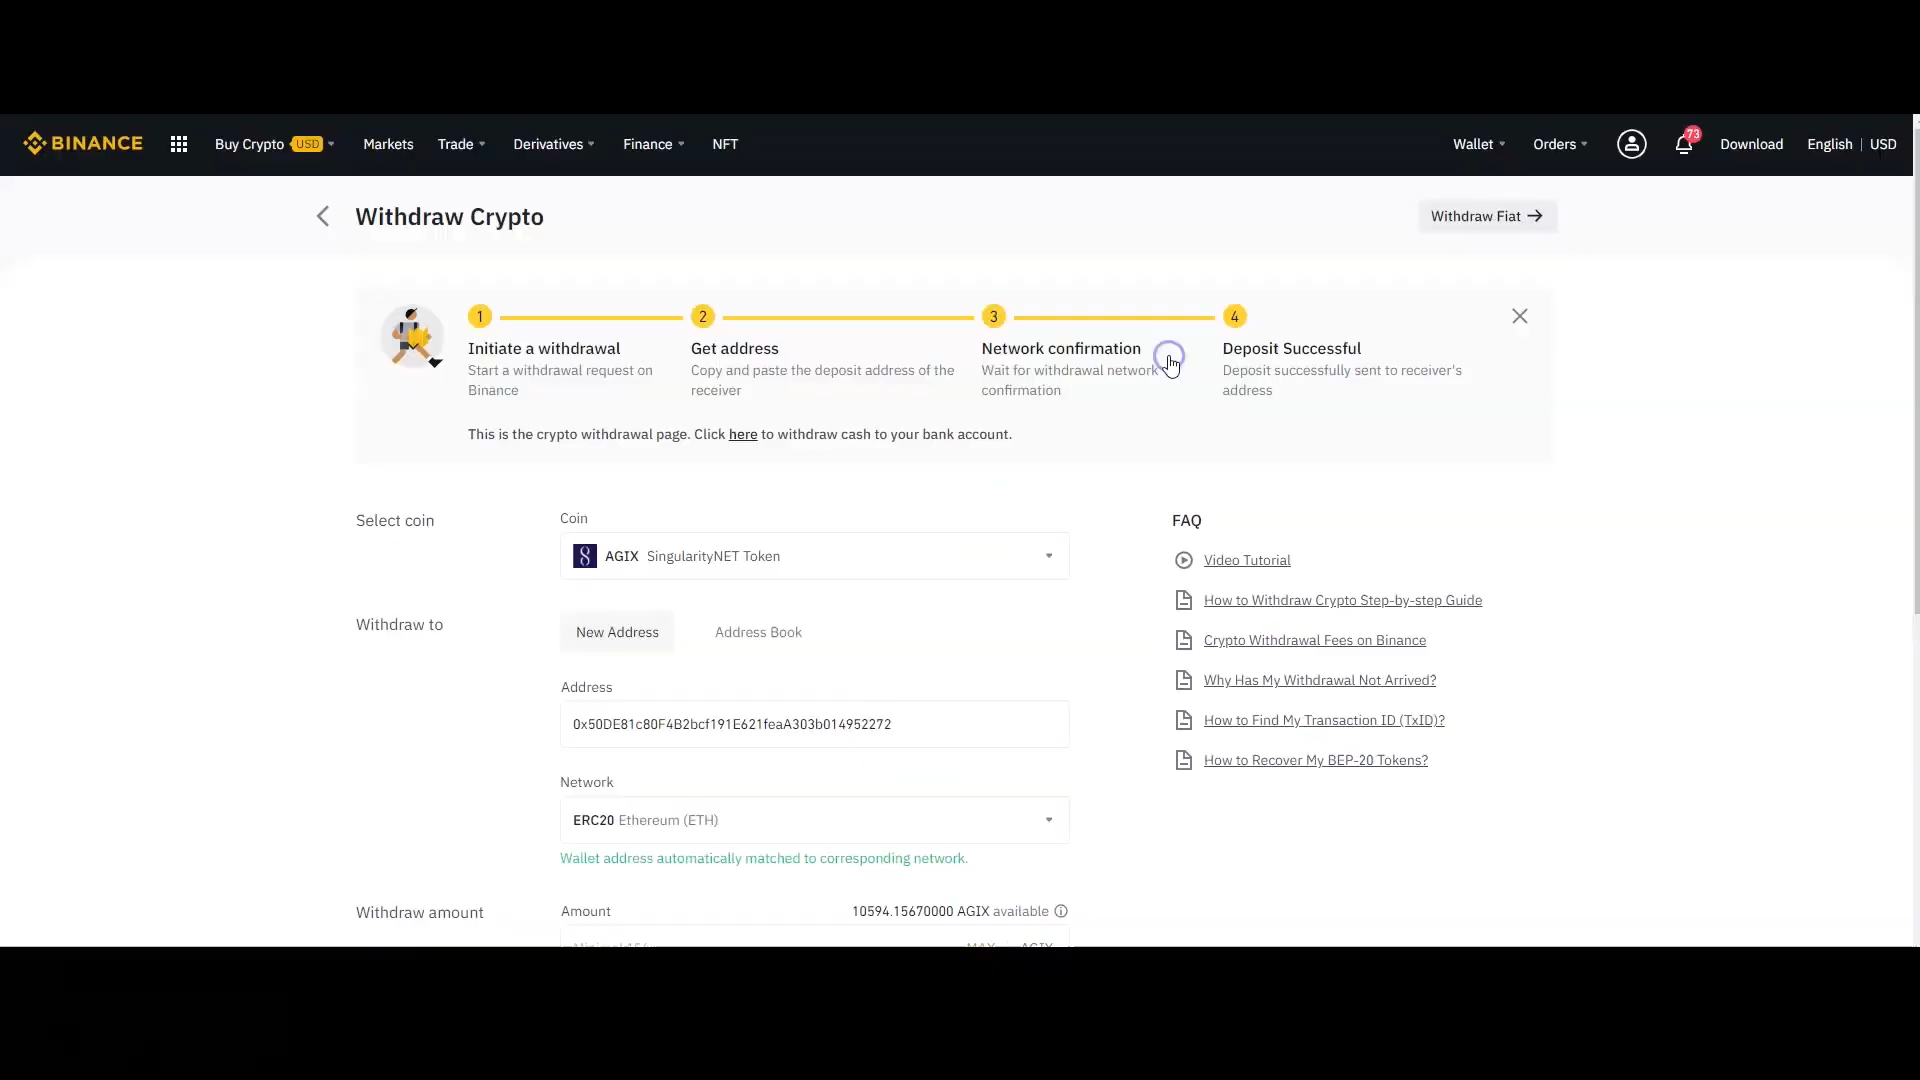 BINANCE
Buy Crypto USD
Markets
Trade
Derivatives
Finance
NFT
Wallet
Orders
73
Download
English | USD
Withdraw Crypto
Withdraw Fiat
1
2
3
4
Initiate a withdrawal
Start a withdrawal request on
Binance
Get address
Copy and paste the deposit address of the
receiver
Network confirmation
Wait for withdrawal network
confirmation
Deposit Successful
Deposit successfully sent to receiver's
address
This is the crypto withdrawal page. Click here to withdraw cash to your bank account.
Select coin
Coin
AGIX SingularityNET Token
Withdraw to
New Address
Address Book
Address
0x50DE81c80F4B2bcf191E621feaA303b014952272
Network
ERC20 Ethereum (ETH)
Wallet address automatically matched to corresponding network.
Withdraw amount
Amount
10594.15670000 AGIX available
MAX
AGIX
FAQ
Video Tutorial
How to Withdraw Crypto Step-by-step Guide
Crypto Withdrawal Fees on Binance
Why Has My Withdrawal Not Arrived?
How to Find My Transaction ID (TxID)?
How to Recover My BEP-20 Tokens?